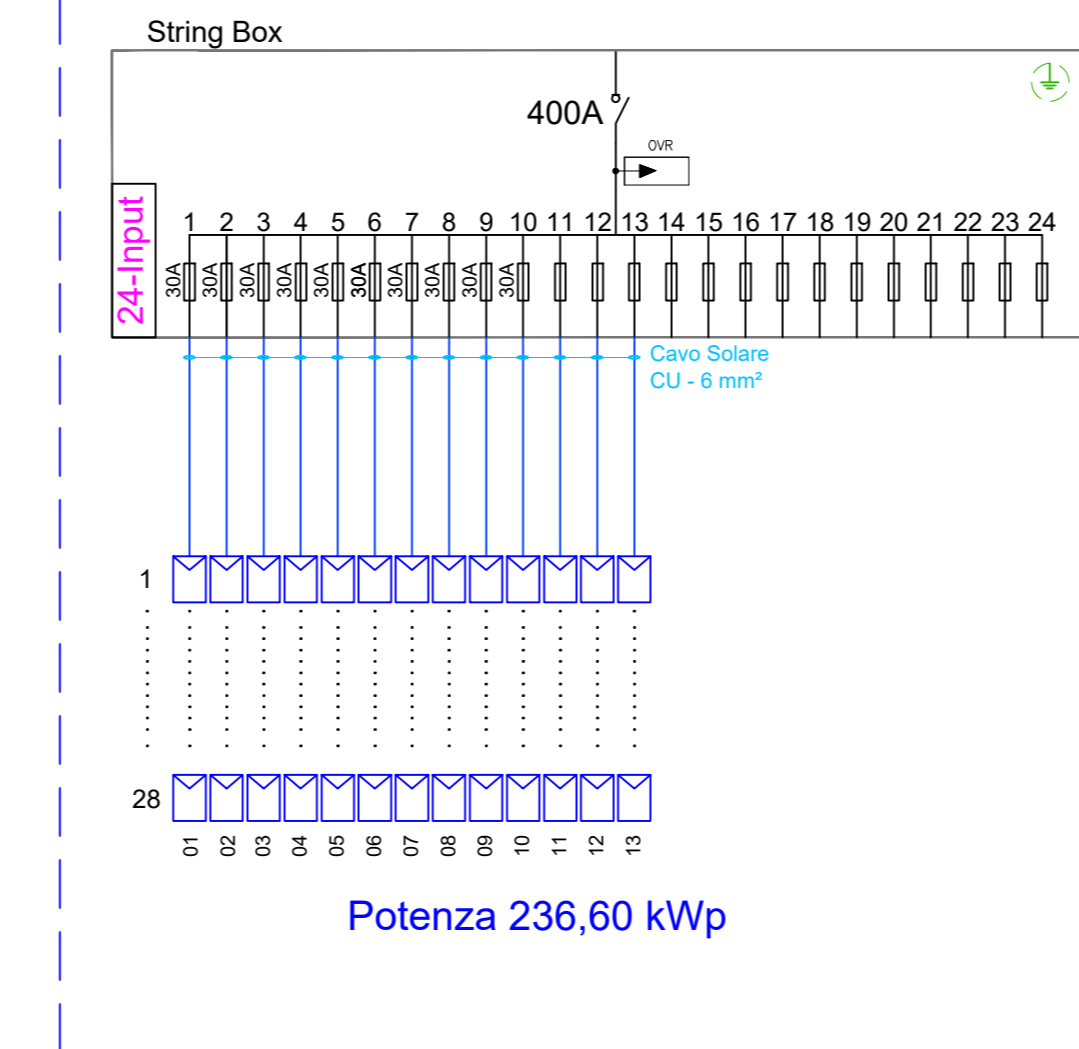 String Box
400A
OVR
24-Input
1 2 3 4 5 6 7 8 9 10 11 12 13 14 15 16 17 18 19 20 21 22 23 24
30A 30A 30A 30A 30A 30A 30A 30A 30A 30A
Cavo Solare
CU - 6 mm²
1
28
01 02 03 04 05 06 07 08 09 10 11 12 13
Potenza 236,60 kWp